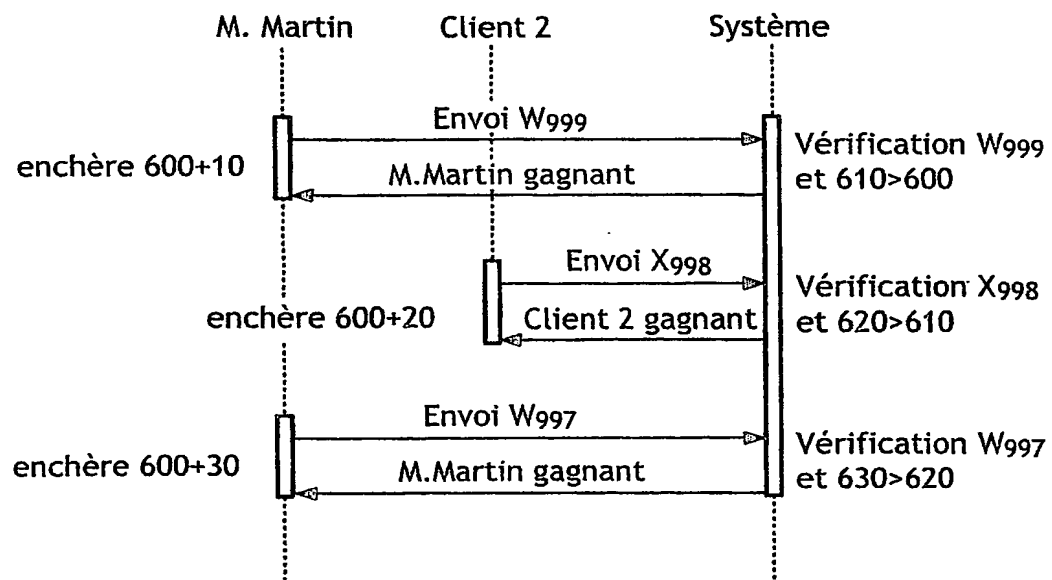 M. Martin
Client 2
Système
Envoi W999
enchère 600+10
M.Martin gagnant
Vérification W999
et 610>600
Envoi X998
enchère 600+20
Client 2 gagnant
Vérification X998
et 620>610
Envoi W997
enchère 600+30
M.Martin gagnant
Vérification W997
et 630>620